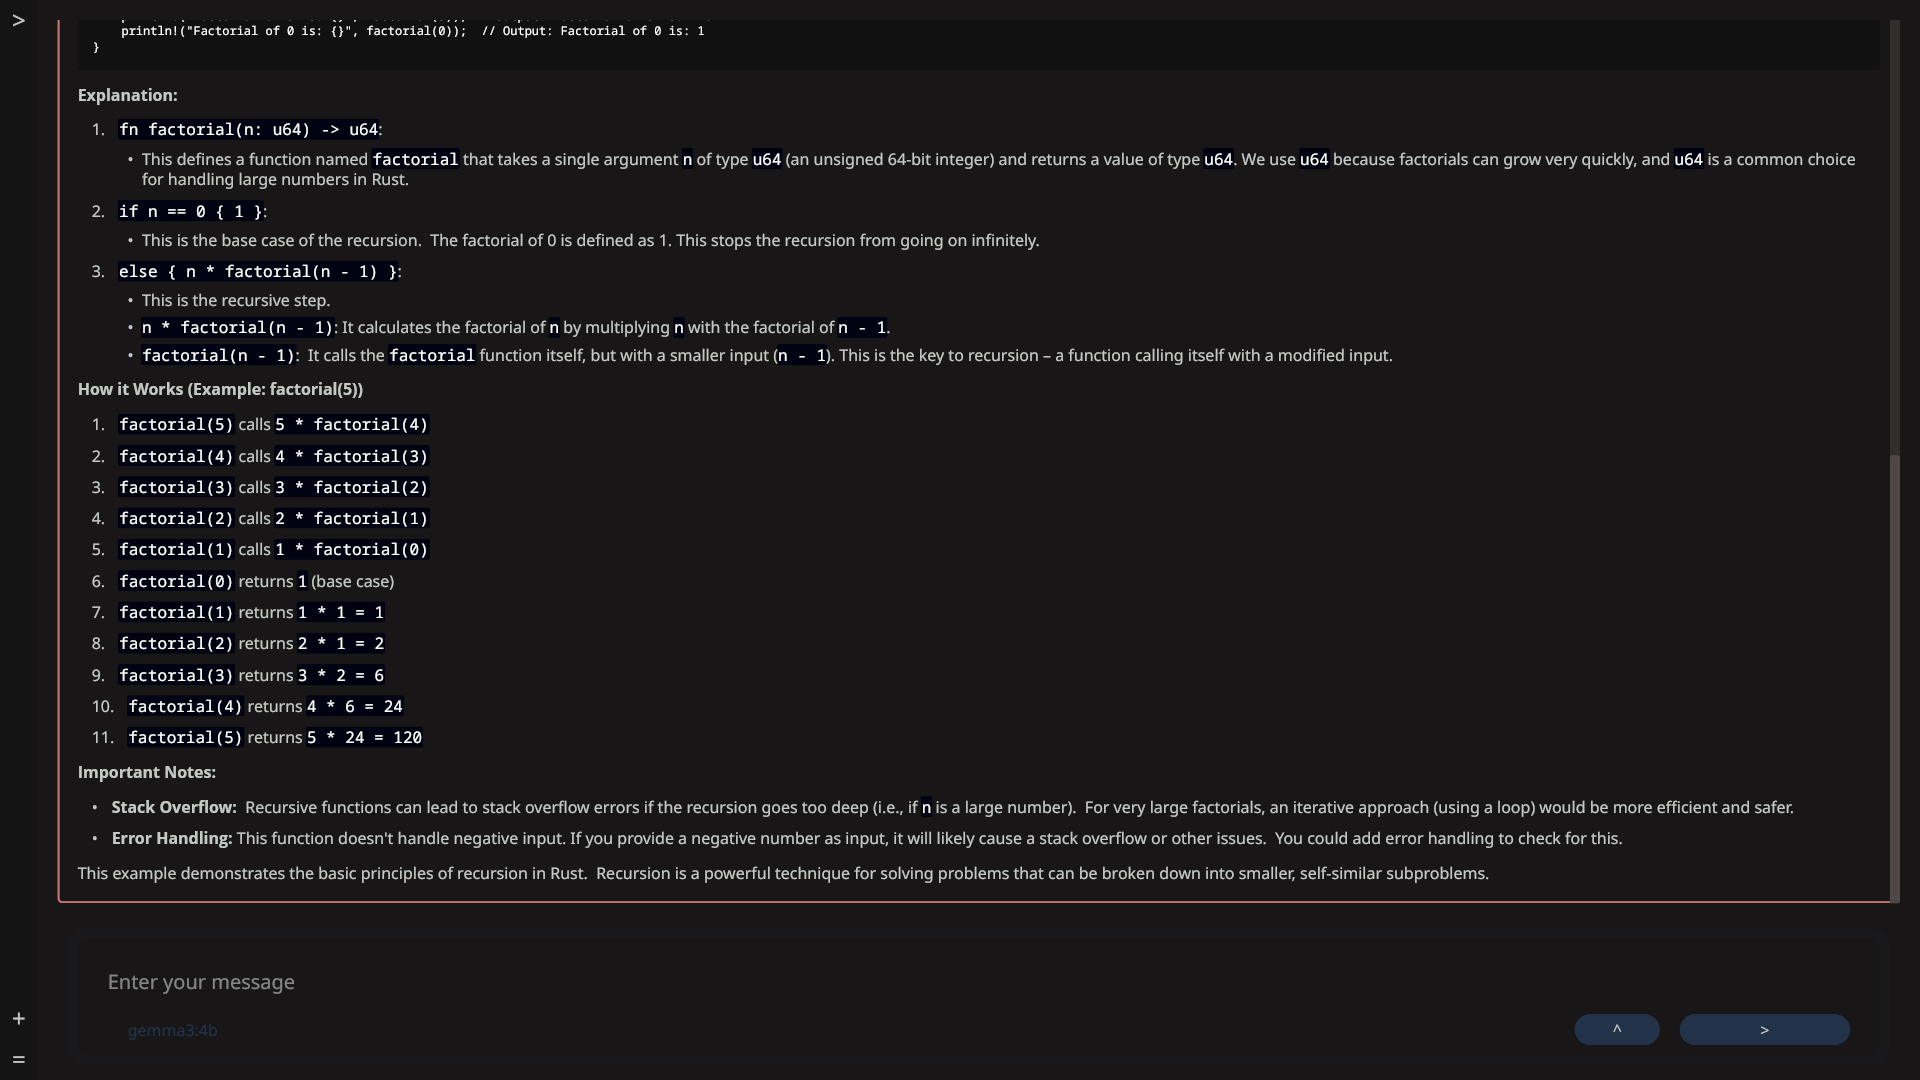 >
println!("Factorial of 0 is: {}", factorial(0));  // Output: Factorial of 0 is: 1
}
Explanation:
1. fn factorial(n: u64) -> u64:
• This defines a function named factorial that takes a single argument n of type u64 (an unsigned 64-bit integer) and returns a value of type u64. We use u64 because factorials can grow very quickly, and u64 is a common choice
for handling large numbers in Rust.
2. if n == 0 { 1 }:
• This is the base case of the recursion.  The factorial of 0 is defined as 1. This stops the recursion from going on infinitely.
3. else { n * factorial(n - 1) }:
• This is the recursive step.
• n * factorial(n - 1): It calculates the factorial of n by multiplying n with the factorial of n - 1.
• factorial(n - 1):  It calls the factorial function itself, but with a smaller input (n - 1). This is the key to recursion – a function calling itself with a modified input.
How it Works (Example: factorial(5))
1. factorial(5) calls 5 * factorial(4)
2. factorial(4) calls 4 * factorial(3)
3. factorial(3) calls 3 * factorial(2)
4. factorial(2) calls 2 * factorial(1)
5. factorial(1) calls 1 * factorial(0)
6. factorial(0) returns 1 (base case)
7. factorial(1) returns 1 * 1 = 1
8. factorial(2) returns 2 * 1 = 2
9. factorial(3) returns 3 * 2 = 6
10. factorial(4) returns 4 * 6 = 24
11. factorial(5) returns 5 * 24 = 120
Important Notes:
• Stack Overflow:  Recursive functions can lead to stack overflow errors if the recursion goes too deep (i.e., if n is a large number).  For very large factorials, an iterative approach (using a loop) would be more efficient and safer.
• Error Handling: This function doesn't handle negative input. If you provide a negative number as input, it will likely cause a stack overflow or other issues.  You could add error handling to check for this.
This example demonstrates the basic principles of recursion in Rust.  Recursion is a powerful technique for solving problems that can be broken down into smaller, self-similar subproblems.
Enter your message
+
gemma3:4b
^
>
=